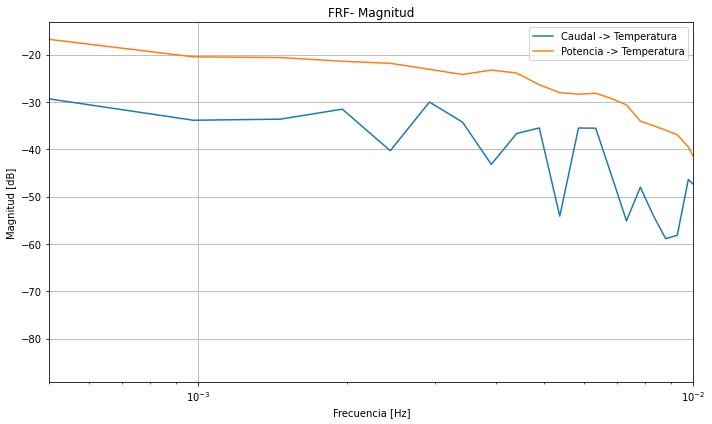 FRF- Magnitud
Caudal -> Temperatura
Potencia -> Temperatura
Magnitud [dB]
−20
−30
−40
−50
−60
−70
−80
10⁻³
10⁻²
Frecuencia [Hz]